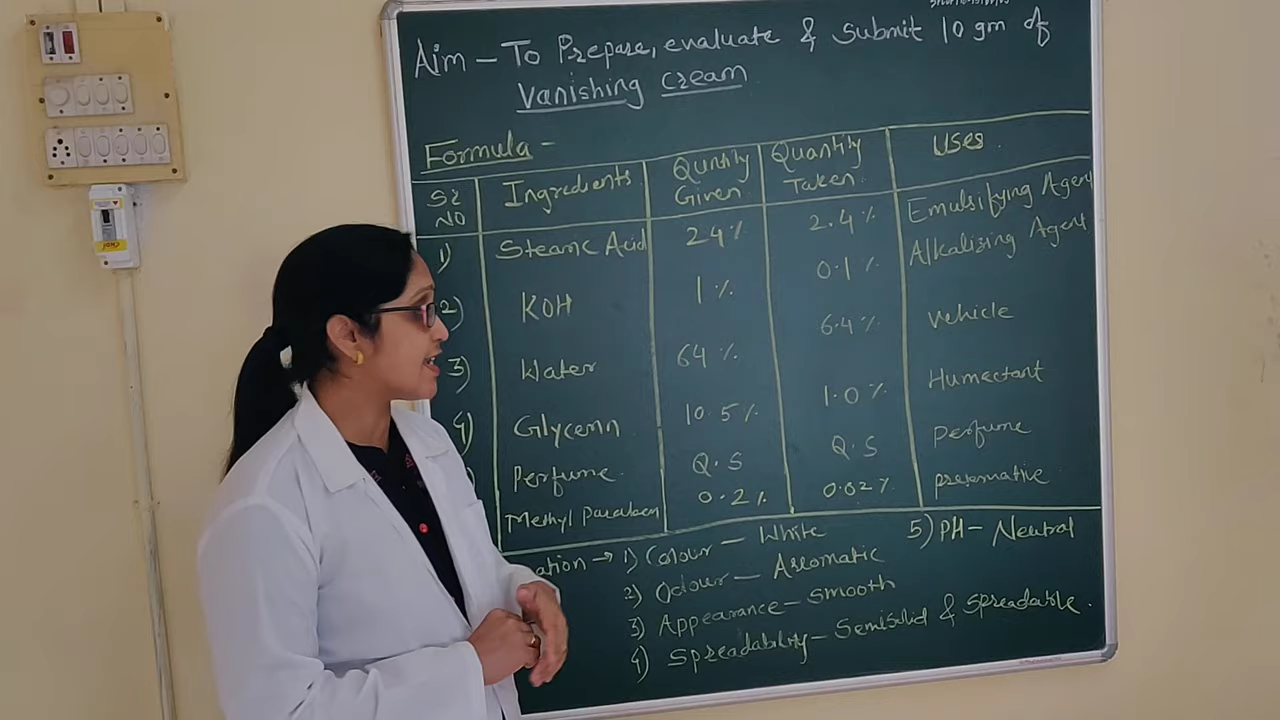 Aim - To Prepare, evaluate & submit 10 gm of
Vanishing cream
Formula -
Sr No | Ingredients | Quntity Given | Quantity Taken | Uses
1) Stearic Acid 24% 2.4% Emulsifying Agent
2) KOH 1% 0.1% Alkalizing Agent
3) Water 64% 6.4% vehicle
4) Glycerin 10.5% 1.0% Humectant
Perfume Q.S Q.S perfume
Methyl Paraben 0.2% 0.02%
ation → 1) Colour - White
2) Odour - Aromatic
3) Appearance - smooth
4) Spreadability - Semisolid & spreadable.
5) PH - Neutral